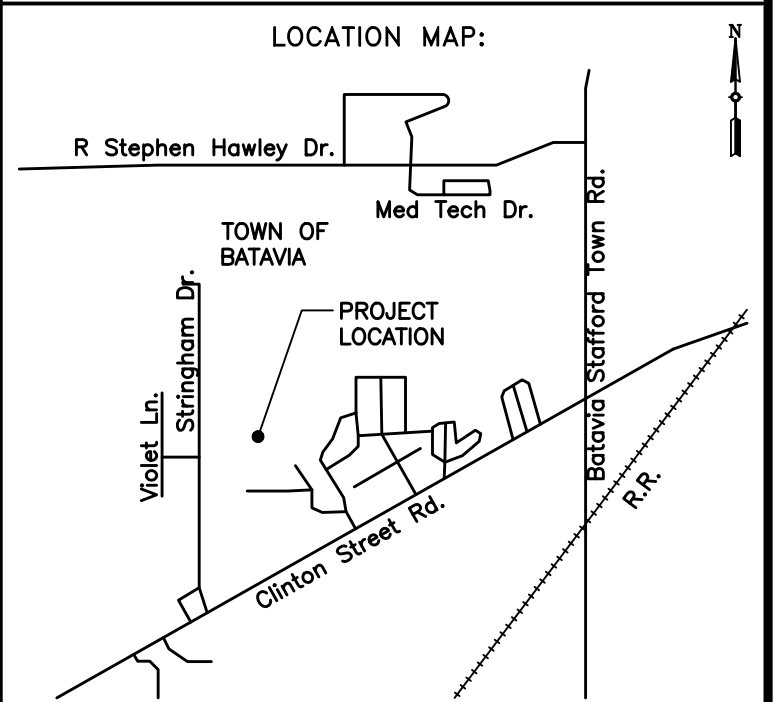 LOCATION MAP:
N
R Stephen Hawley Dr.
Med Tech Dr.
TOWN OF
BATAVIA
Batavia Stafford Town Rd.
Stringham Dr.
PROJECT
LOCATION
Violet Ln.
R.R.
Clinton Street Rd.